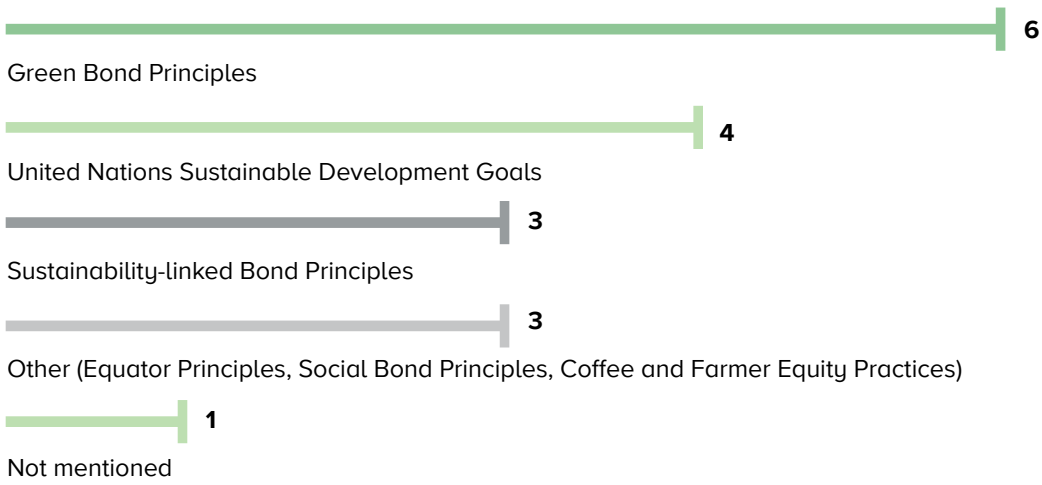 6
Green Bond Principles
4
United Nations Sustainable Development Goals
3
Sustainability-linked Bond Principles
3
Other (Equator Principles, Social Bond Principles, Coffee and Farmer Equity Practices)
1
Not mentioned